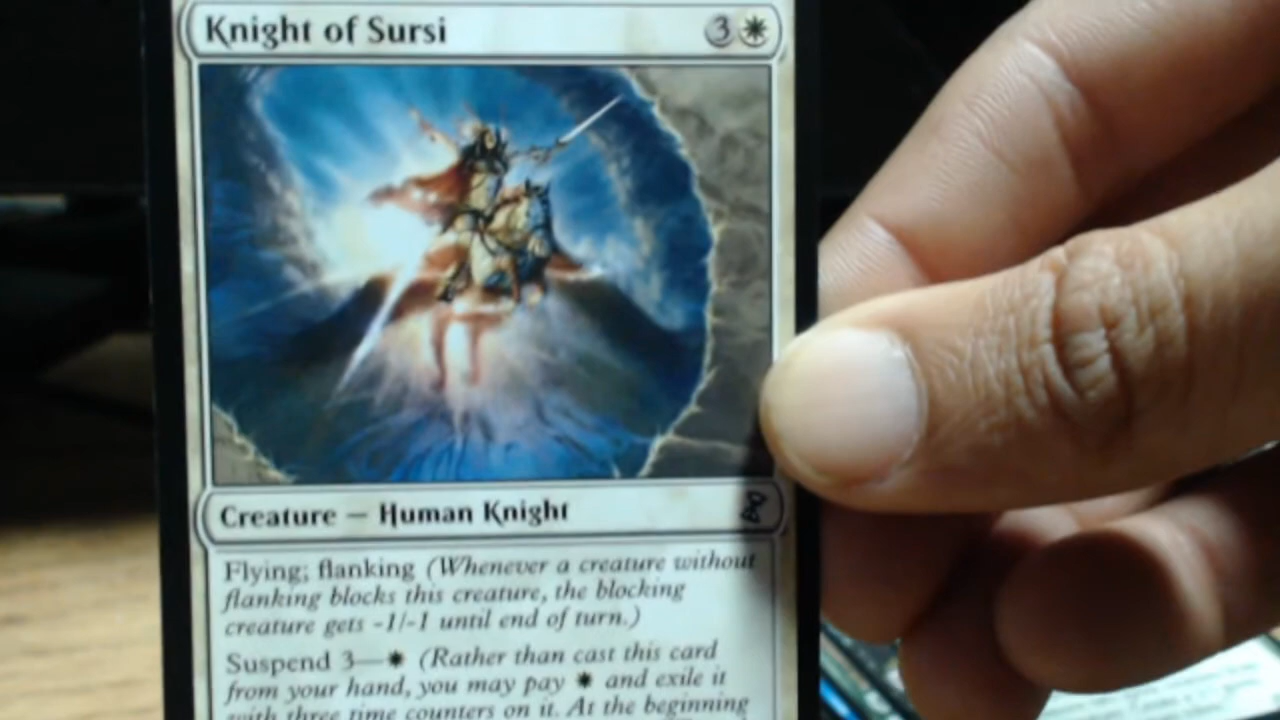 Knight of Sursi 3
Creature — Human Knight
Flying; flanking (Whenever a creature without
flanking blocks this creature, the blocking
creature gets -1/-1 until end of turn.)
Suspend 3— (Rather than cast this card
from your hand, you may pay and exile it
with three time counters on it. At the beginning